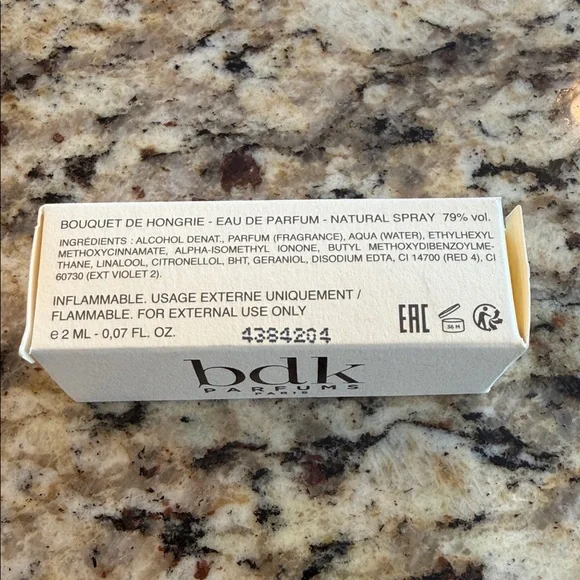 BOUQUET DE HONGRIE - EAU DE PARFUM - NATURAL SPRAY 79% vol.
INGRÉDIENTS : ALCOHOL DENAT., PARFUM (FRAGRANCE), AQUA (WATER), ETHYLHEXYL
METHOXYCINNAMATE, ALPHA-ISOMETHYL IONONE, BUTYL METHOXYDIBENZOYLME-
THANE, LINALOOL, CITRONELLOL, BHT, GERANIOL, DISODIUM EDTA, CI 14700 (RED 4), CI
60730 (EXT VIOLET 2).
INFLAMMABLE. USAGE EXTERNE UNIQUEMENT /
FLAMMABLE. FOR EXTERNAL USE ONLY
e 2 ML - 0,07 FL. OZ.
4384204
EAC
36 M
bdk
PARFUMS
PARIS